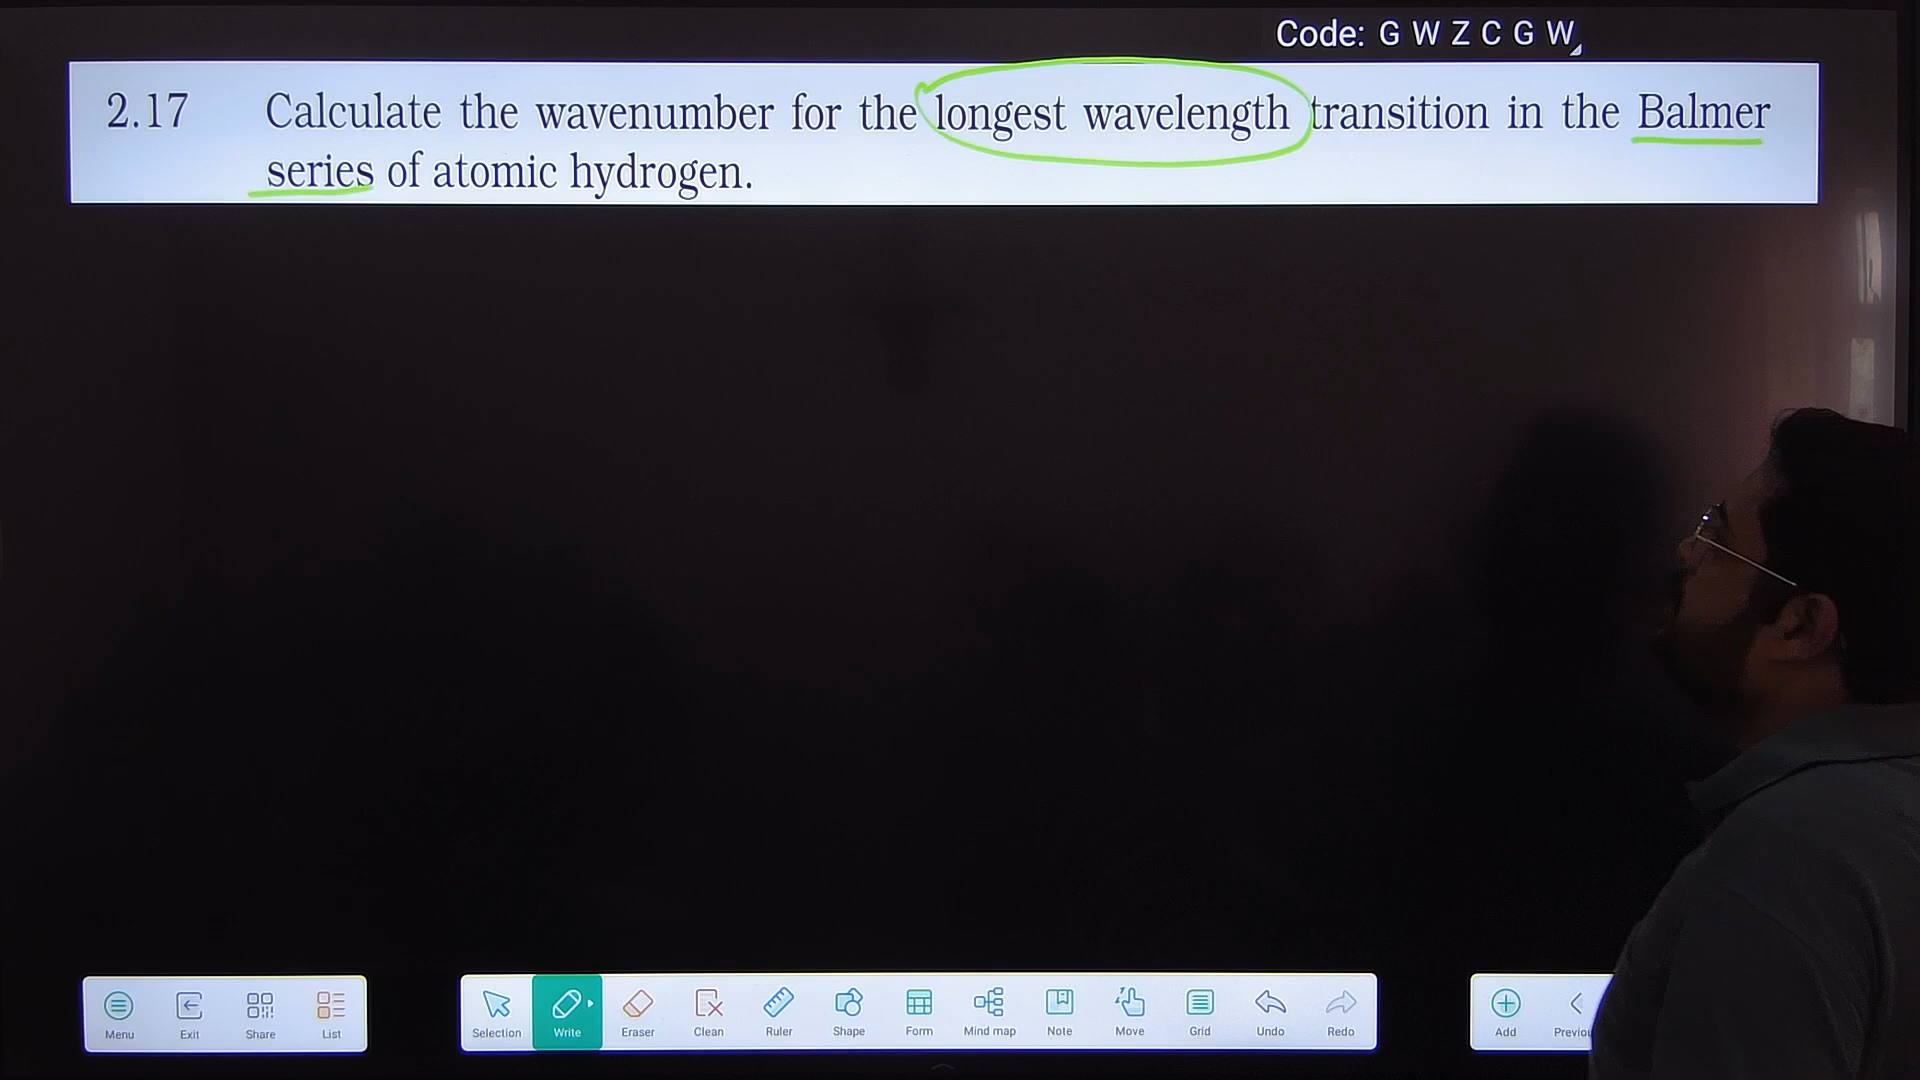 Code: G W Z C G W
2.17 Calculate the wavenumber for the longest wavelength transition in the Balmer
series of atomic hydrogen.
Menu Exit Share List Selection Write Eraser Clean Ruler Shape Form Mind map Note Move Grid Undo Redo Add